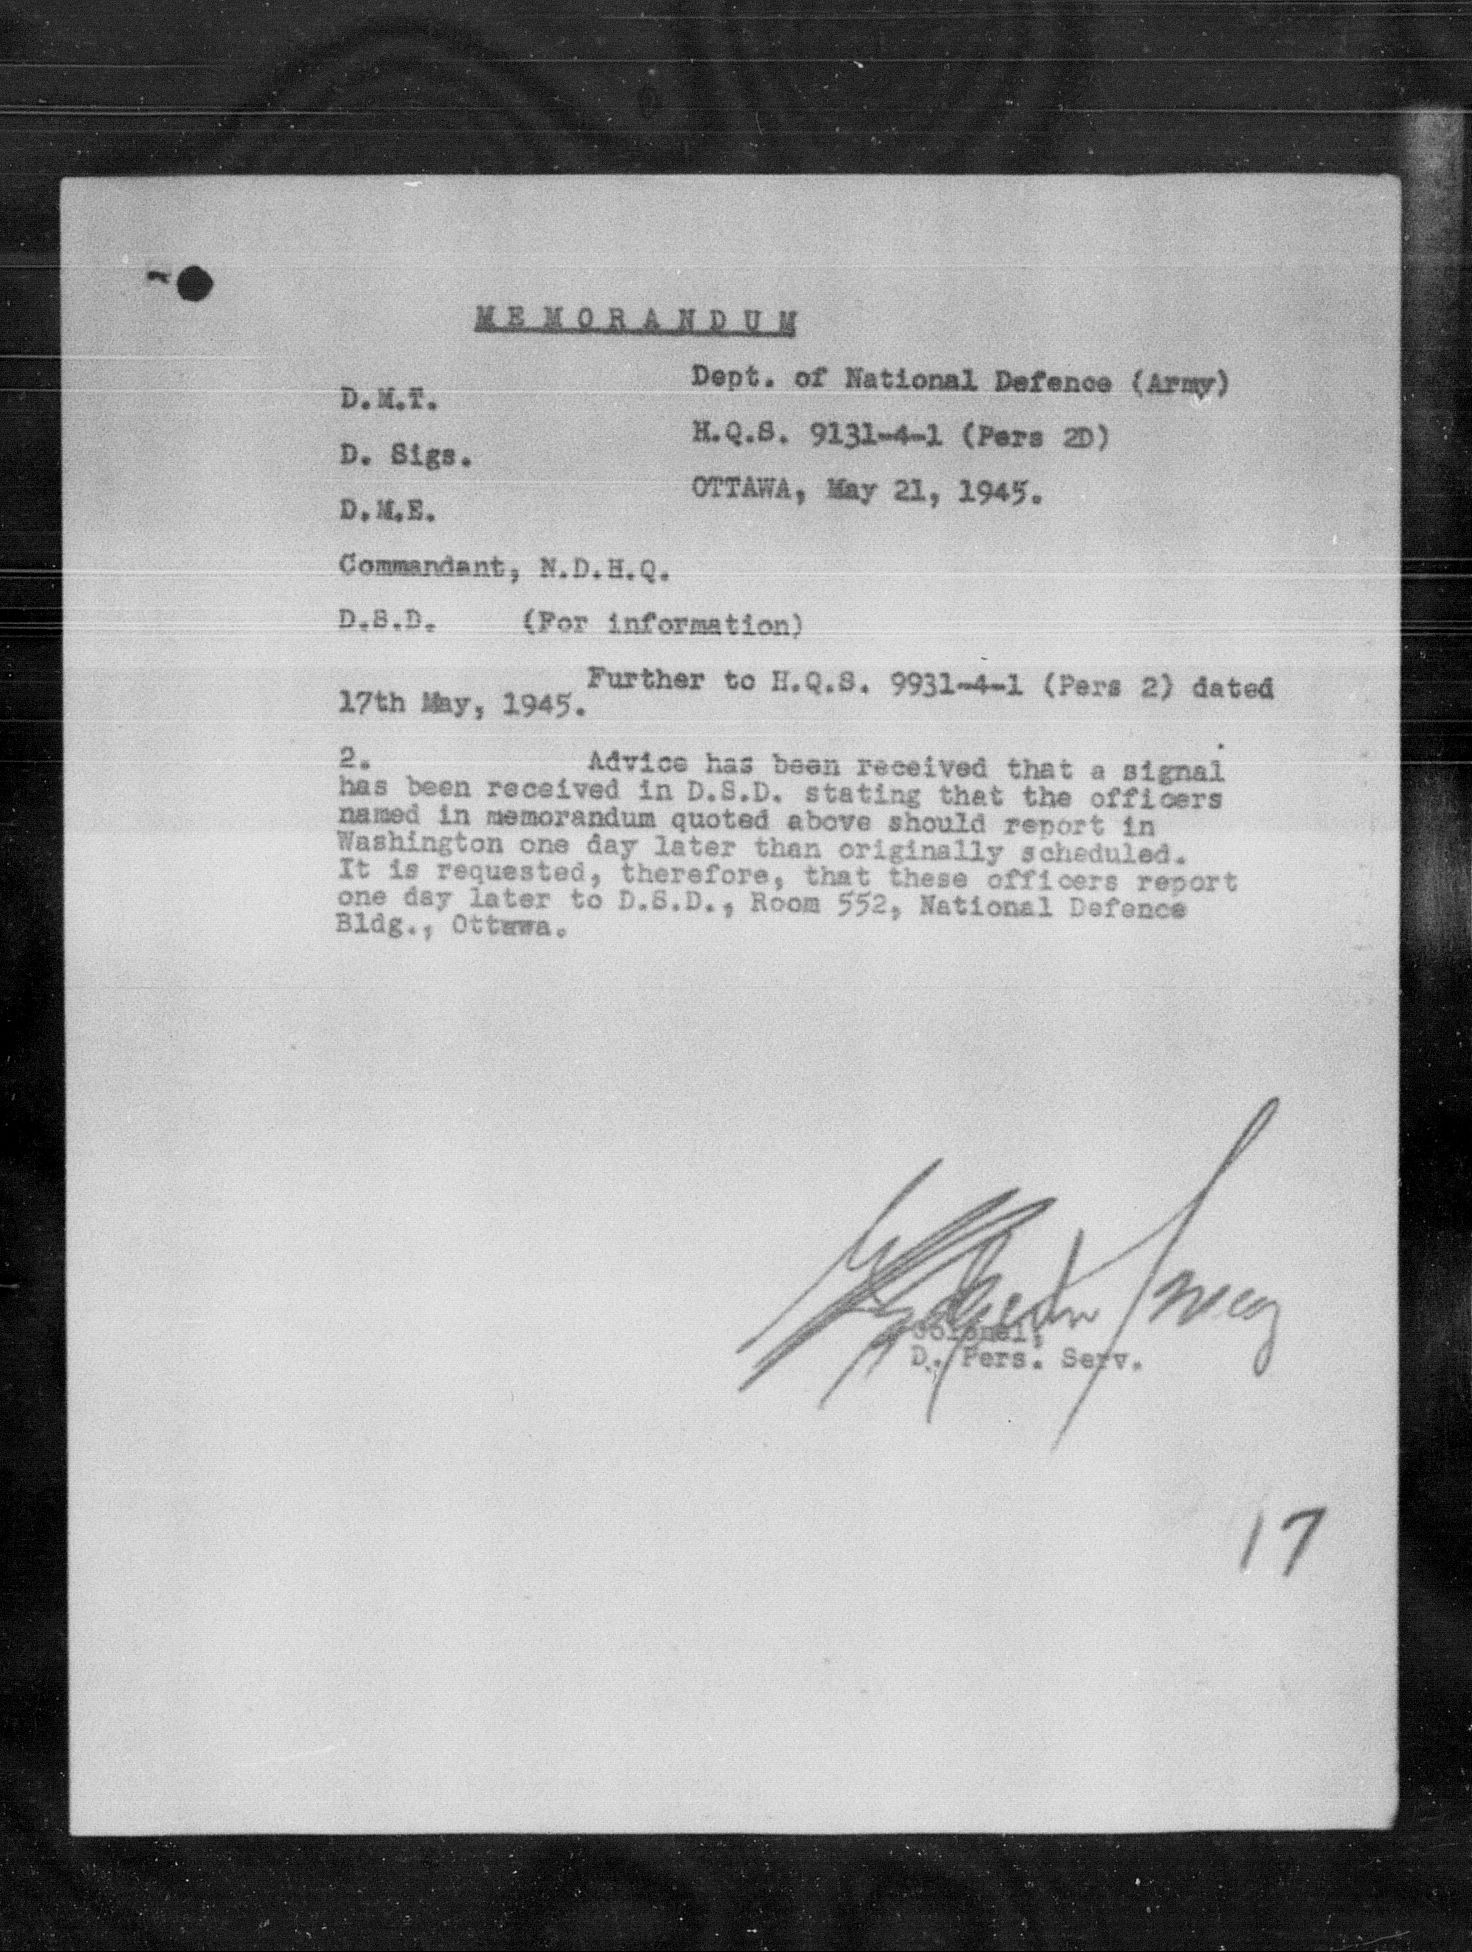 MEMORANDUM
Dept. of National Defence (Army)
D.M.T.
H.Q.S. 9131-4-1 (Pers 2D)
D. Sigs.
OTTAWA, May 21, 1945.
D.M.E.
Commandant, N.D.H.Q.
D.S.D. (For information)
Further to H.Q.S. 9931-4-1 (Pers 2) dated
17th May, 1945.
2. Advice has been received that a signal
has been received in D.S.D. stating that the officers
named in memorandum quoted above should report in
Washington one day later than originally scheduled.
It is requested, therefore, that these officers report
one day later to D.S.D., Room 552, National Defence
Bldg., Ottawa.
Colonel,
D. Pers. Serv.
17